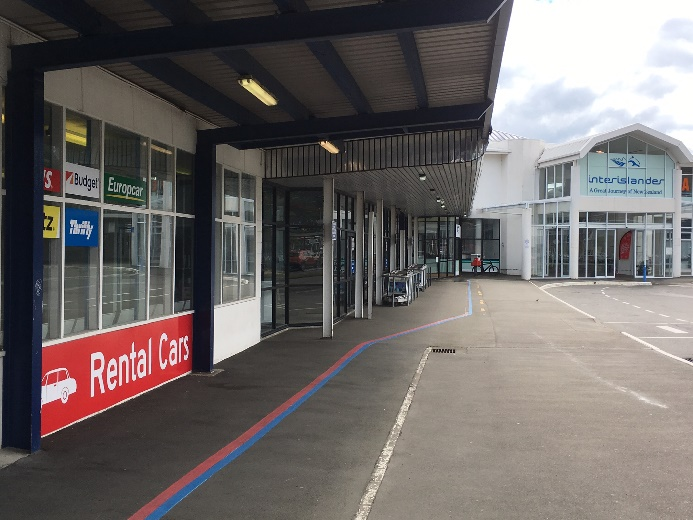 Budget
Europcar
Thrifty
Rental Cars
interislander
A Great Journey of New Zealand
A